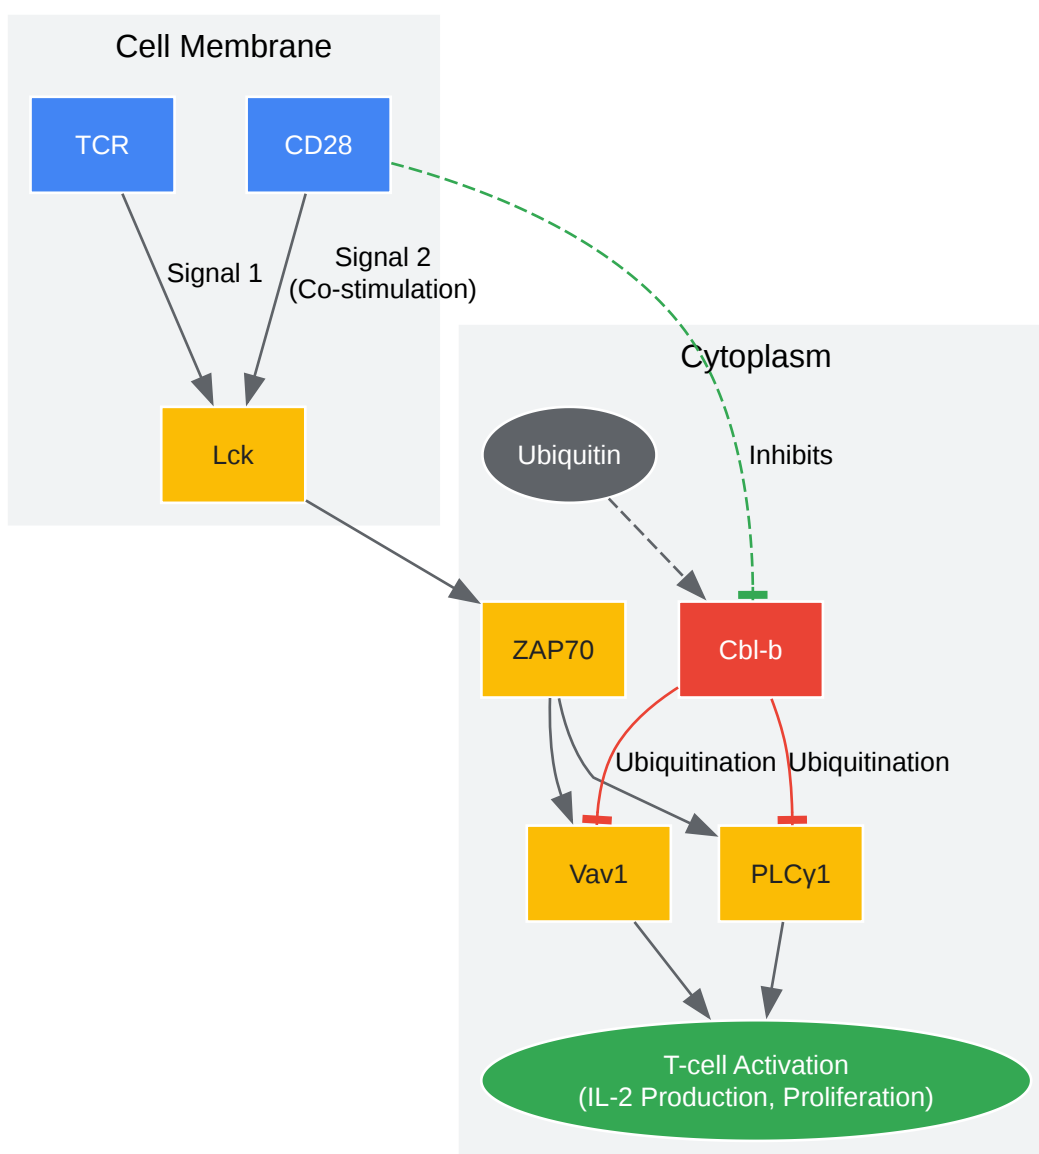 Cell Membrane
TCR
CD28
Signal 1
Signal 2
(Co-stimulation)
Cytoplasm
Lck
Ubiquitin
Inhibits
ZAP70
Cbl-b
Ubiquitination
Ubiquitination
Vav1
PLCγ1
T-cell Activation
(IL-2 Production, Proliferation)